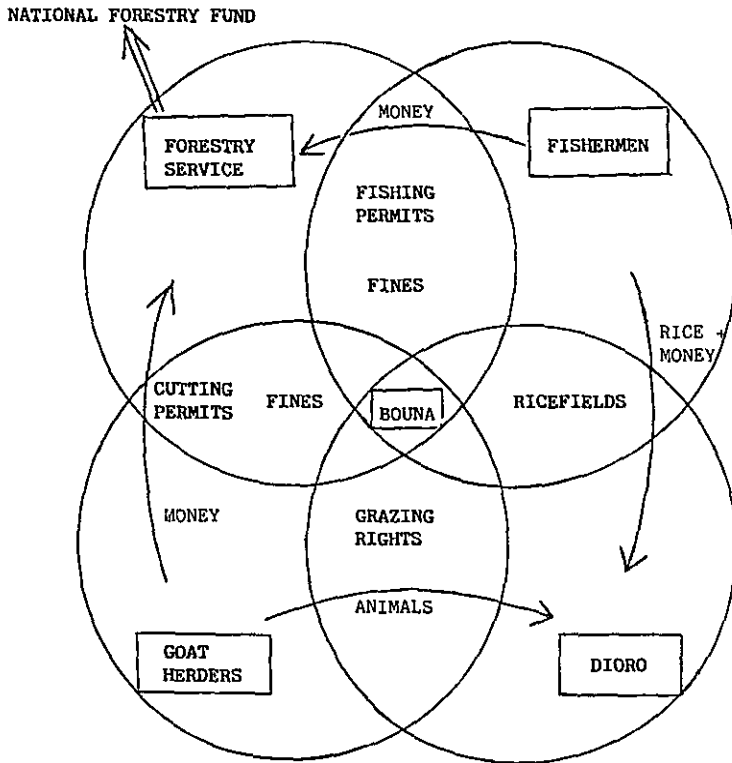 NATIONAL FORESTRY FUND
MONEY
FORESTRY
SERVICE
FISHERMEN
FISHING
PERMITS
FINES
RICE +
MONEY
CUTTING
PERMITS
FINES
BOUNA
RICEFIELDS
MONEY
GRAZING
RIGHTS
ANIMALS
GOAT
HERDERS
DIORO